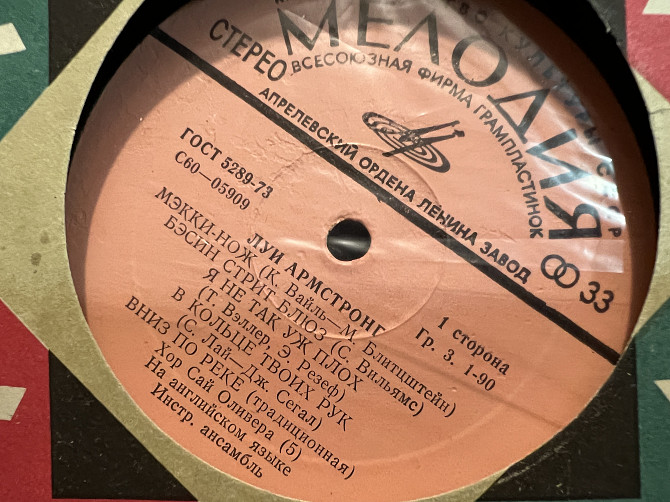 СТЕРЕО
МЕЛОДИЯ
ВСЕСОЮЗНАЯ ФИРМА ГРАМПЛАСТИНОК
АПРЕЛЕВСКИЙ ОРДЕНА ЛЕНИНА ЗАВОД
33
ГОСТ 5289-73
С60—05909
1 сторона
Гр. 3. 1-90
ЛУИ АРМСТРОНГ
МЭККИ-НОЖ (К. Вайль—М. Блитцштейн)
БЭСИН СТРИТ БЛЮЗ (С. Вильямс)
Я НЕ ТАК УЖ ПЛОХ
(Т. Вэллер, Э. Резеф)
В КОЛЬЦЕ ТВОИХ РУК
(С. Лай—Дж. Сегал)
ВНИЗ ПО РЕКЕ (традиционная)
Хор Сай Оливера (5)
На английском языке
Инстр. ансамбль